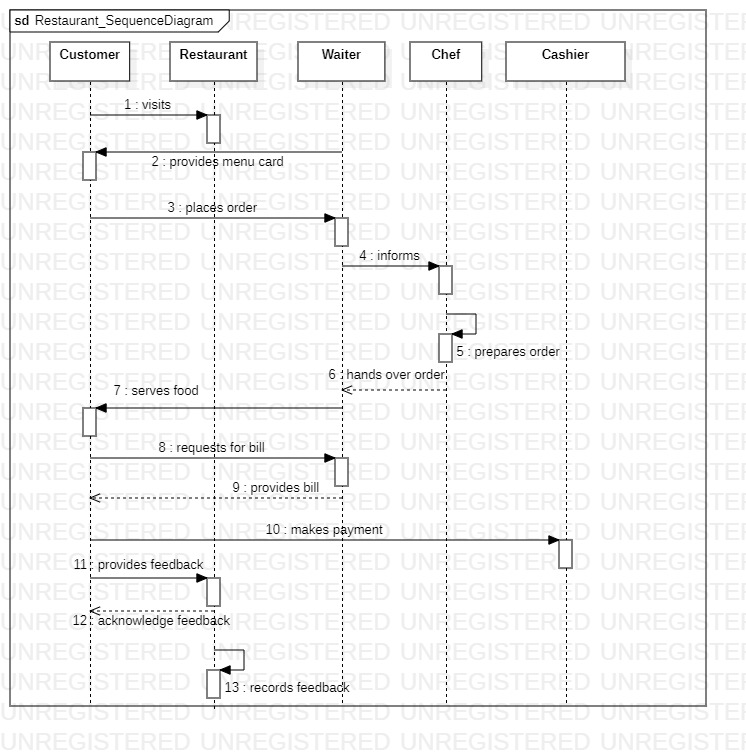 sd Restaurant_SequenceDiagram
Customer Restaurant Waiter Chef Cashier
1 : visits
2 : provides menu card
3 : places order
4 : informs
5 : prepares order
6 : hands over order
7 : serves food
8 : requests for bill
9 : provides bill
10 : makes payment
11 : provides feedback
12 : acknowledge feedback
13 : records feedback
UNREGISTERED